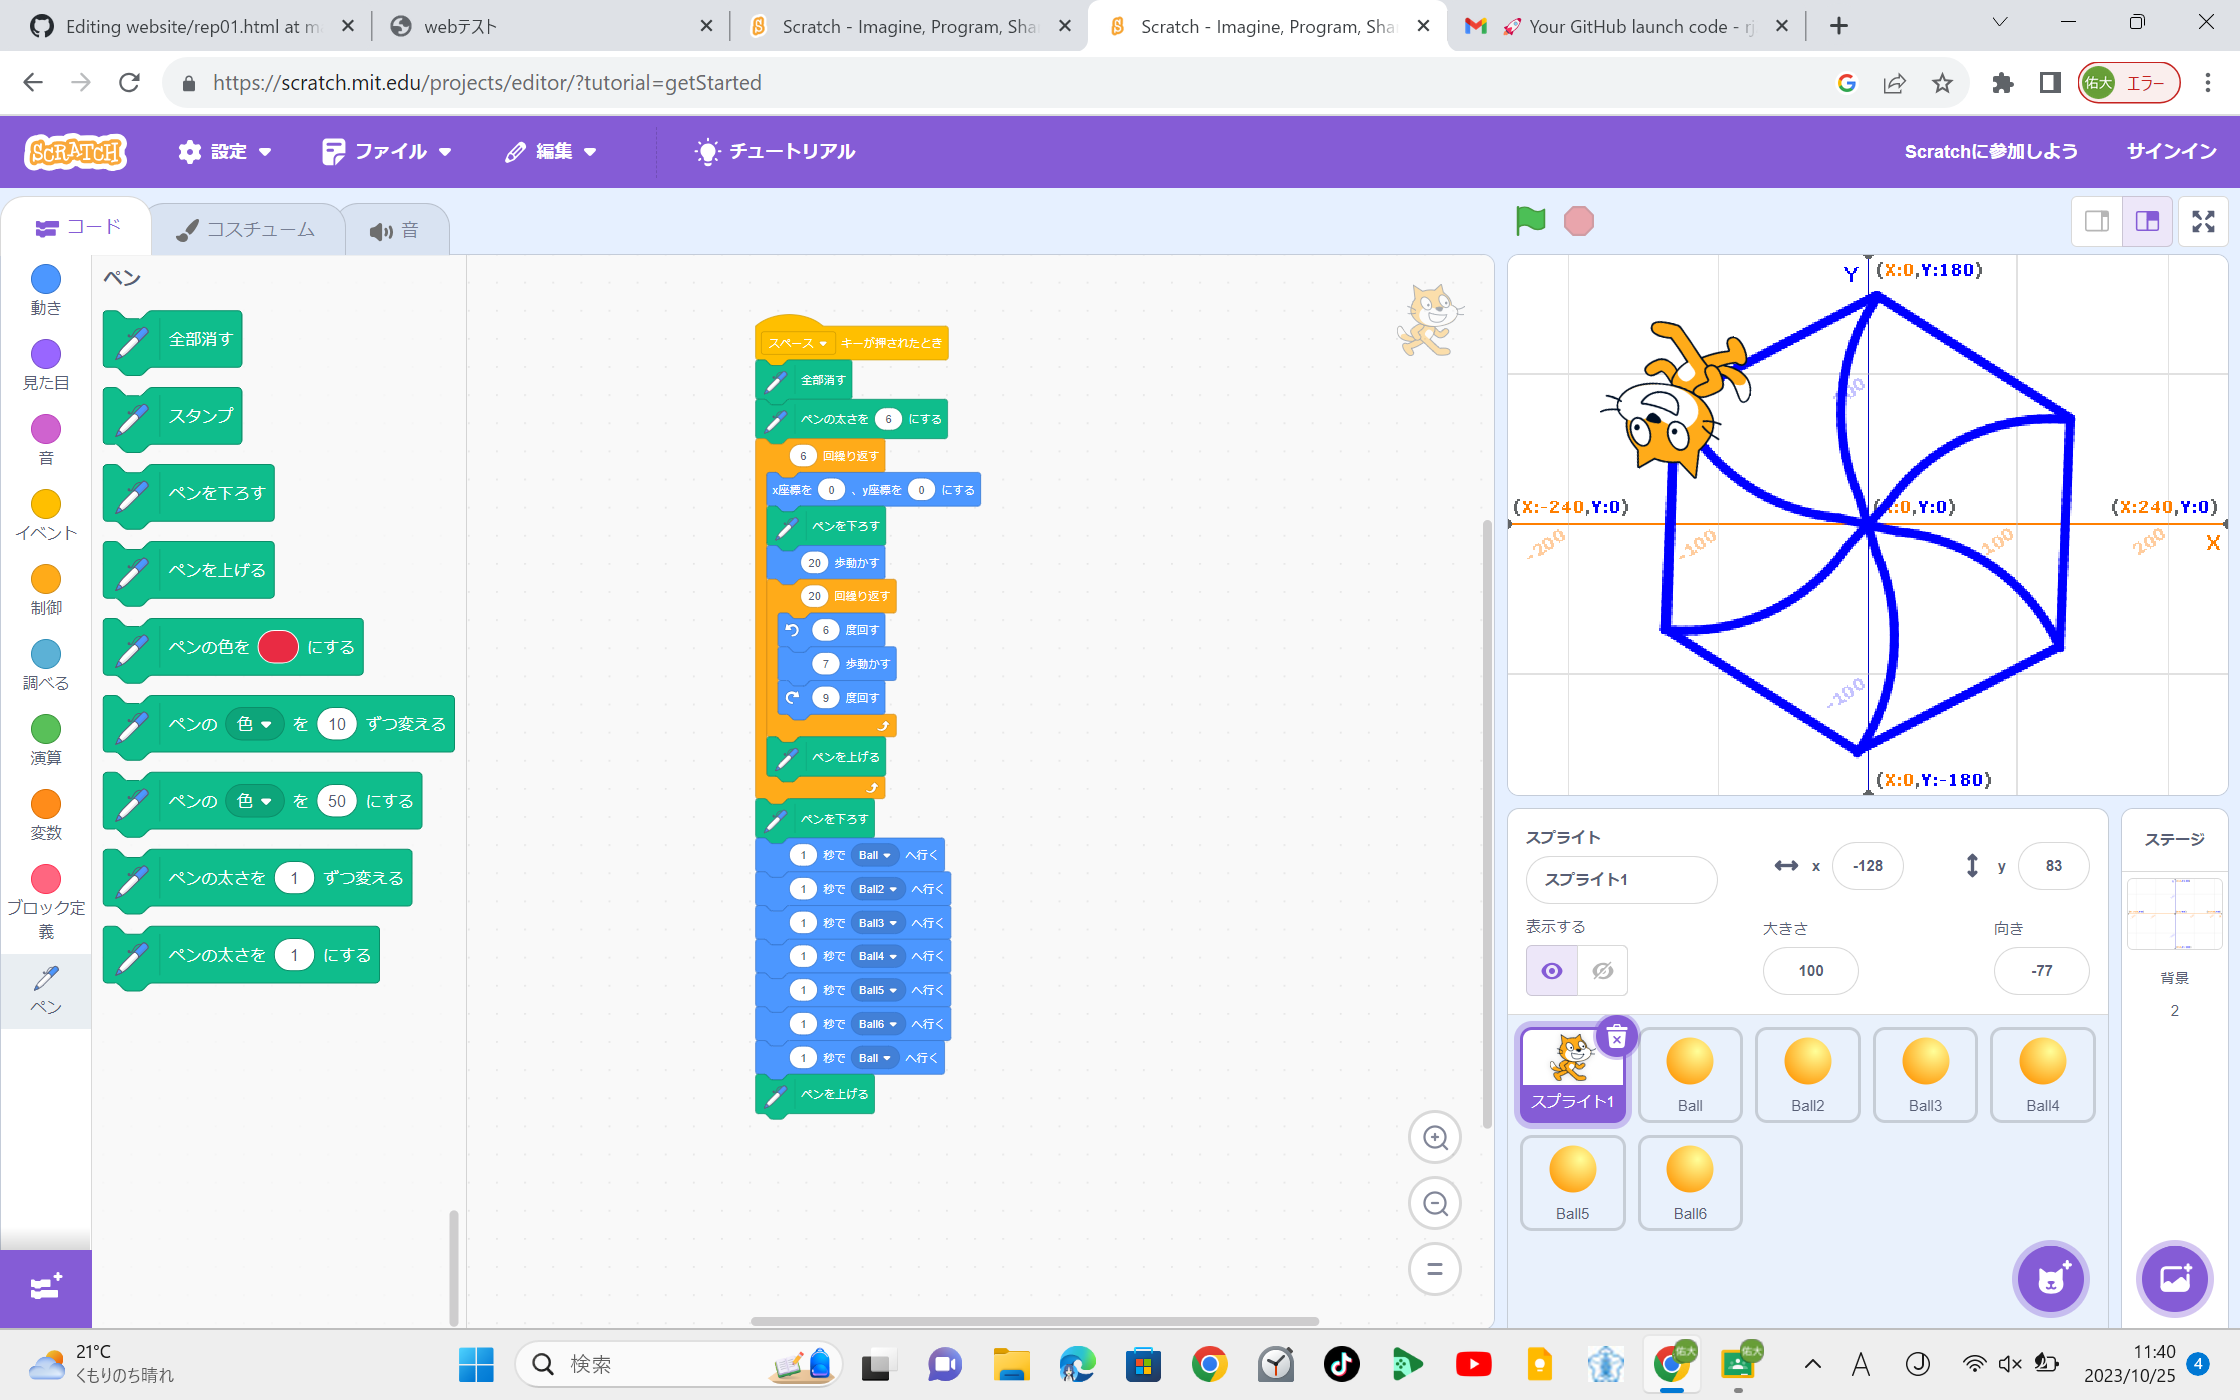 Editing website/rep01.html at m
webテスト
Scratch - Imagine, Program, Sha
Scratch - Imagine, Program, Sha
🚀 Your GitHub launch code - rj
https://scratch.mit.edu/projects/editor/?tutorial=getStarted
佑大 エラー
SCRATCH
設定
ファイル
編集
チュートリアル
Scratchに参加しよう
サインイン
コード
コスチューム
音
動き
見た目
音
イベント
制御
調べる
演算
変数
ブロック定義
ペン
ペン
全部消す
スタンプ
ペンを下ろす
ペンを上げる
ペンの色を にする
ペンの 色 を 10 ずつ変える
ペンの 色 を 50 にする
ペンの太さを 1 ずつ変える
ペンの太さを 1 にする
スペース キーが押されたとき
全部消す
ペンの太さを 6 にする
6 回繰り返す
x座標を 0 、y座標を 0 にする
ペンを下ろす
20 歩動かす
20 回繰り返す
6 度回す
7 歩動かす
9 度回す
ペンを上げる
ペンを下ろす
1 秒で Ball へ行く
1 秒で Ball2 へ行く
1 秒で Ball3 へ行く
1 秒で Ball4 へ行く
1 秒で Ball5 へ行く
1 秒で Ball6 へ行く
1 秒で Ball へ行く
ペンを上げる
Y (X:0,Y:180)
100
(X:-240,Y:0)
X:0,Y:0)
(X:240,Y:0)
-200
-100
100
200
X
-100
(X:0,Y:-180)
スプライト
スプライト1
x -128
y 83
表示する
大きさ
100
向き
-77
スプライト1
Ball
Ball2
Ball3
Ball4
Ball5
Ball6
ステージ
背景
2
21°C
くもりのち晴れ
検索
佑大
佑大
A
J
11:40
2023/10/25
4